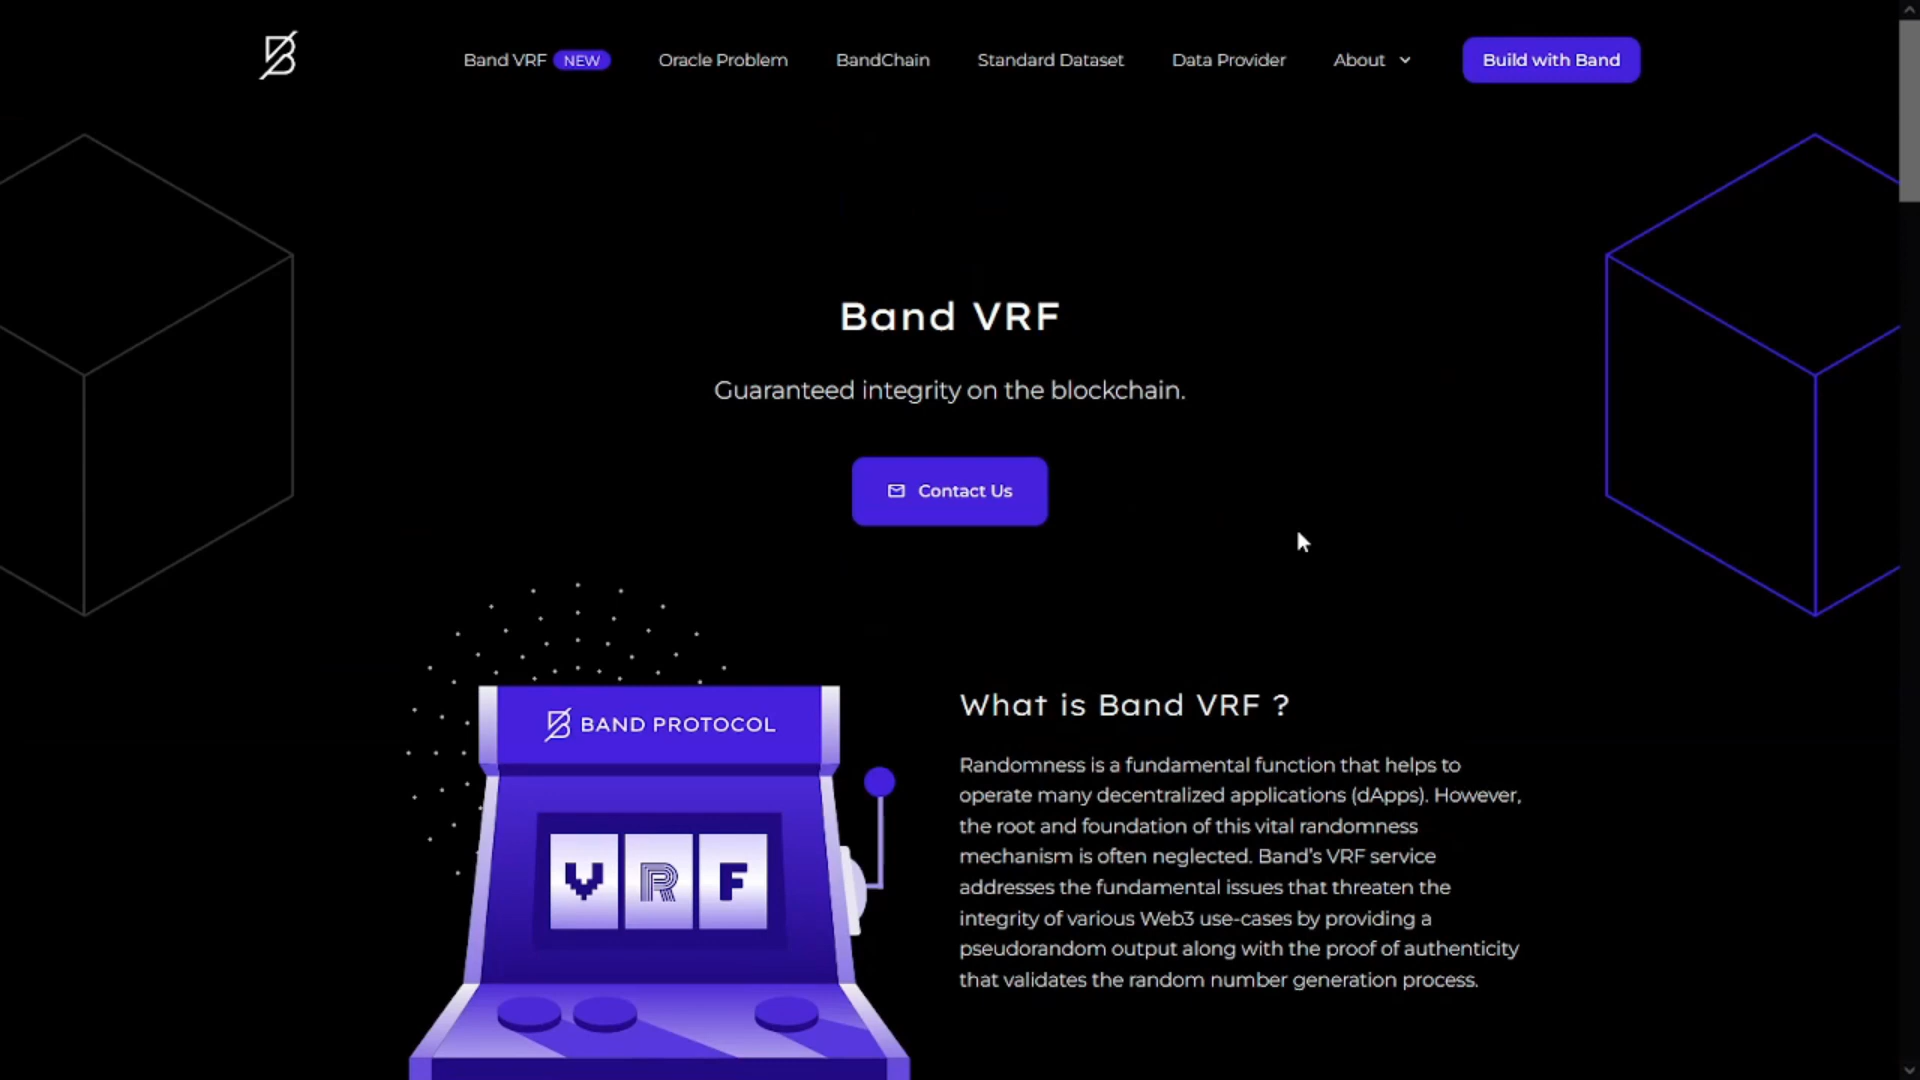 Band VRF NEW Oracle Problem BandChain Standard Dataset Data Provider About Build with Band
Band VRF
Guaranteed integrity on the blockchain.
Contact Us
BAND PROTOCOL
VRF
What is Band VRF ?
Randomness is a fundamental function that helps to
operate many decentralized applications (dApps). However,
the root and foundation of this vital randomness
mechanism is often neglected. Band's VRF service
addresses the fundamental issues that threaten the
integrity of various Web3 use-cases by providing a
pseudorandom output along with the proof of authenticity
that validates the random number generation process.